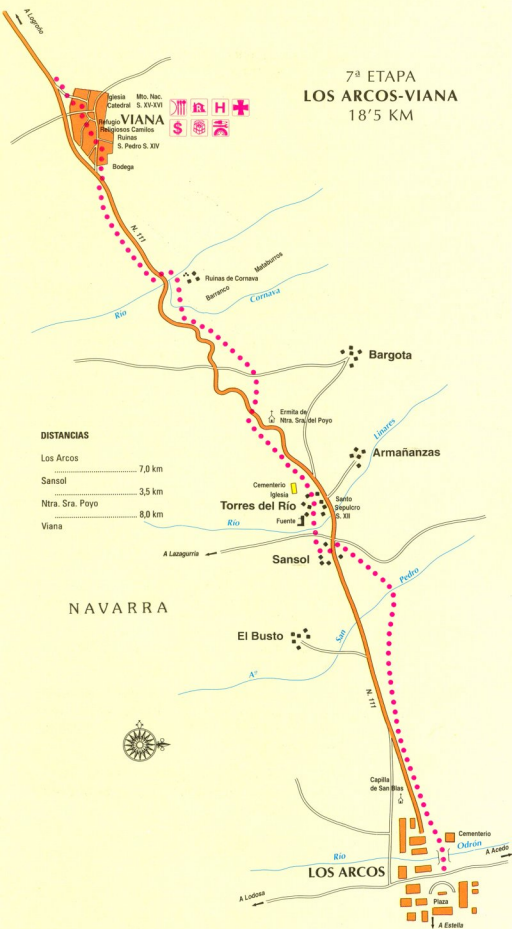 A Logroño
7ª ETAPA
LOS ARCOS-VIANA
18'5 KM
Iglesia Mto. Nac.
Catedral S. XV-XVI
VIANA
H
$
Refugio
Religiosos Camilos
Ruinas
S. Pedro S. XIV
Bodega
N. 111
Ruinas de Cornava
Barranco Mataburros
Cornava
Río
Bargota
Ermita de
Ntra. Sra. del Poyo
Linares
Armañanzas
DISTANCIAS
Los Arcos
........................... 7,0 km
Sansol
........................... 3,5 km
Ntra. Sra. Poyo
........................... 8,0 km
Viana
Cementerio
Iglesia
Torres del Río
Santo
Sepulcro
S. XII
Fuente
Río
A Lazagurria
Sansol
Pedro
NAVARRA
El Busto
San
Aº
N. 111
Capilla
de San Blas
Cementerio
Odrón
Río
A Acedo
LOS ARCOS
A Lodosa
Plaza
A Estella